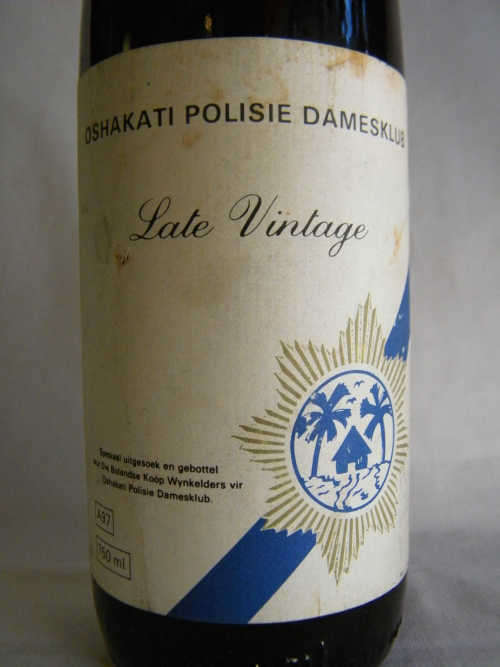 OSHAKATI POLISIE DAMESKLUB
Late Vintage
Spesiaal uitgesoek en gebottel
deur Die Bolandse Koöp Wynkelders vir
Oshakati Polisie Damesklub.
A97
750 ml